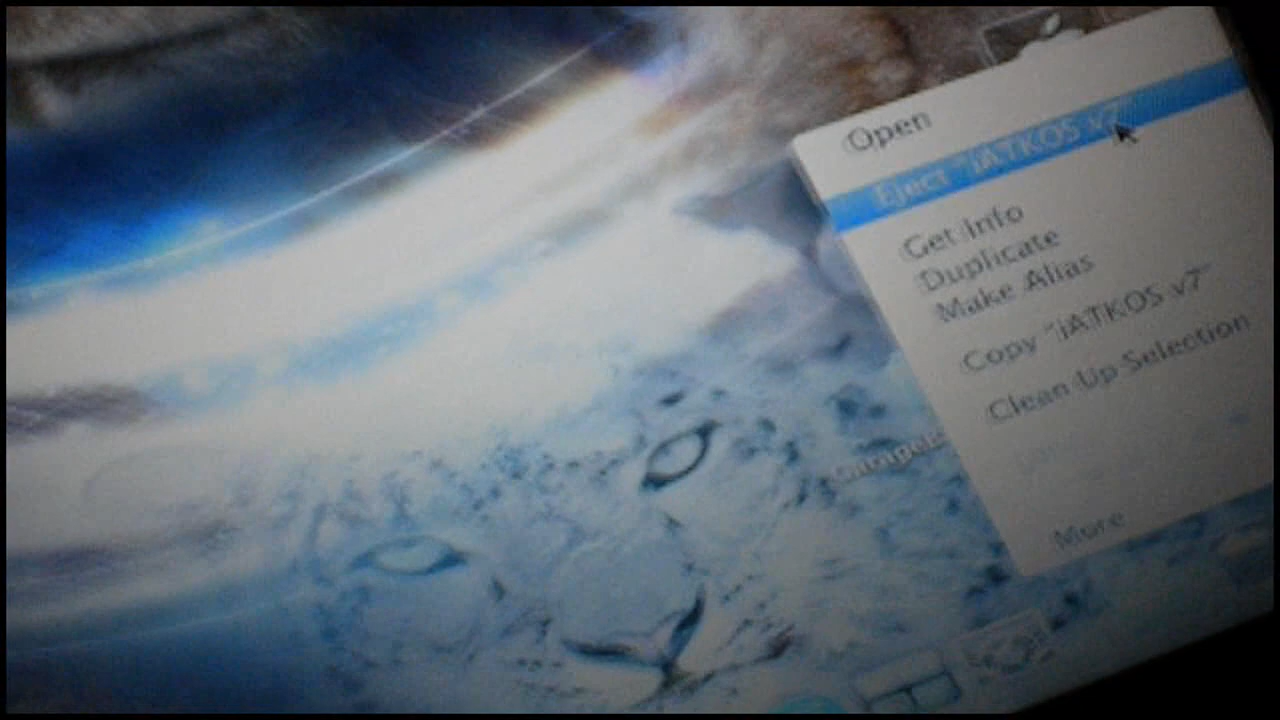 Open
Eject "iATKOS v7"
Get Info
Duplicate
Make Alias
Copy "iATKOS v7"
Clean Up Selection
More